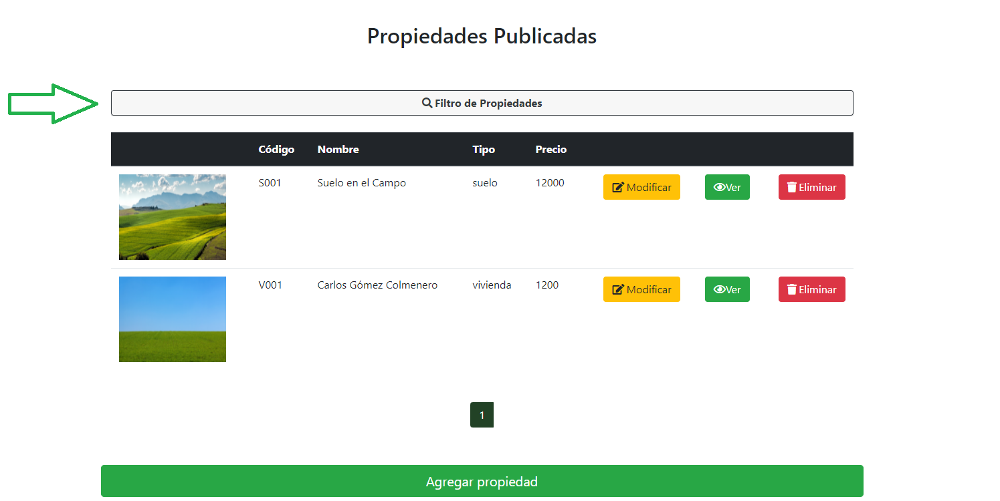 Propiedades Publicadas
Filtro de Propiedades
Código Nombre Tipo Precio
S001 Suelo en el Campo suelo 12000 Modificar Ver Eliminar
V001 Carlos Gómez Colmenero vivienda 1200 Modificar Ver Eliminar
1
Agregar propiedad